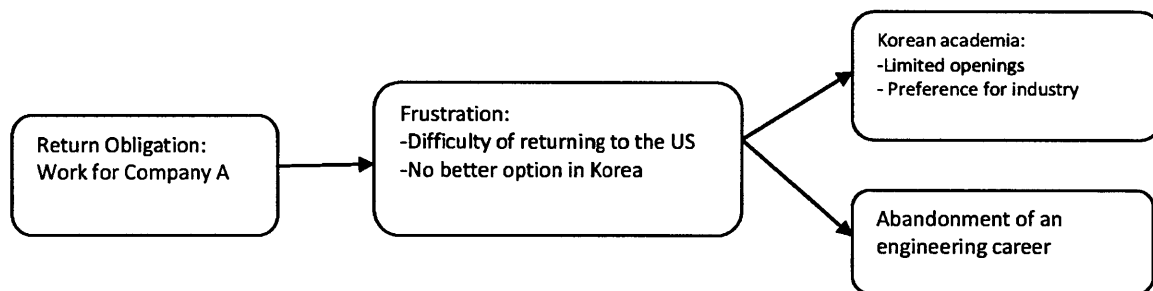 Return Obligation:
Work for Company A
Frustration:
-Difficulty of returning to the US
-No better option in Korea
Korean academia:
-Limited openings
- Preference for industry
Abandonment of an
engineering career